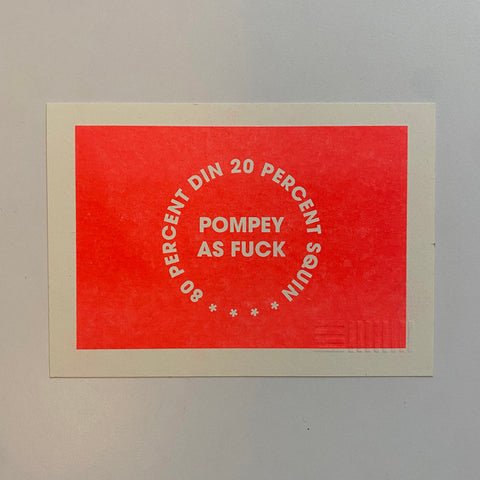 80 PERCENT DIN 20 PERCENT SQUIN ****
POMPEY
AS FUCK